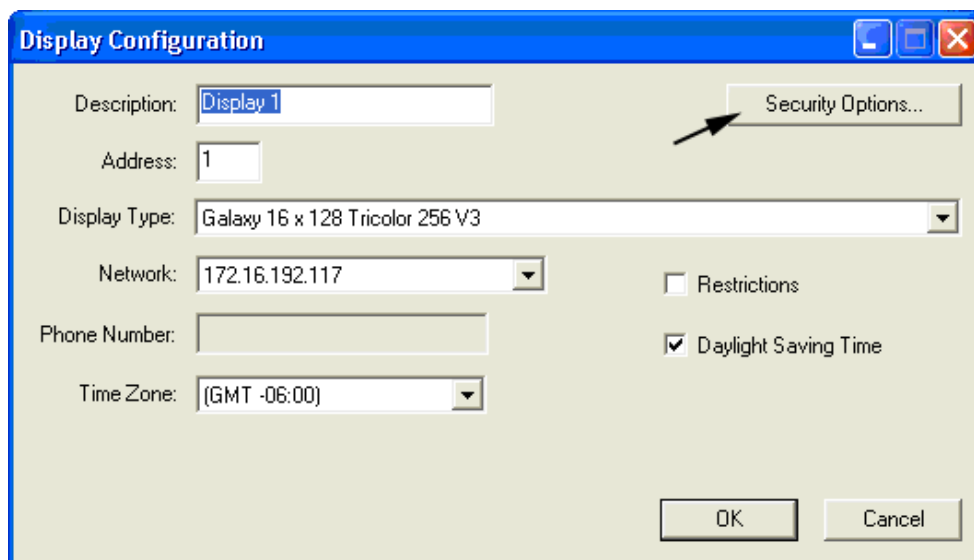 Display Configuration
Description: Display 1
Security Options...
Address: 1
Display Type: Galaxy 16 x 128 Tricolor 256 V3
Network: 172.16.192.117
Restrictions
Phone Number:
Daylight Saving Time
Time Zone: (GMT -06:00)
OK Cancel